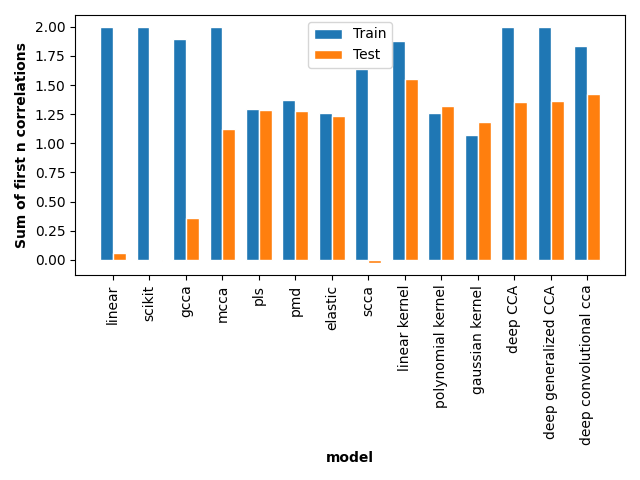 Sum of first n correlations
2.00
1.75
1.50
1.25
1.00
0.75
0.50
0.25
0.00
Train
Test
linear
scikit
gcca
mcca
pls
pmd
elastic
scca
linear kernel
polynomial kernel
gaussian kernel
deep CCA
deep generalized CCA
deep convolutional cca
model